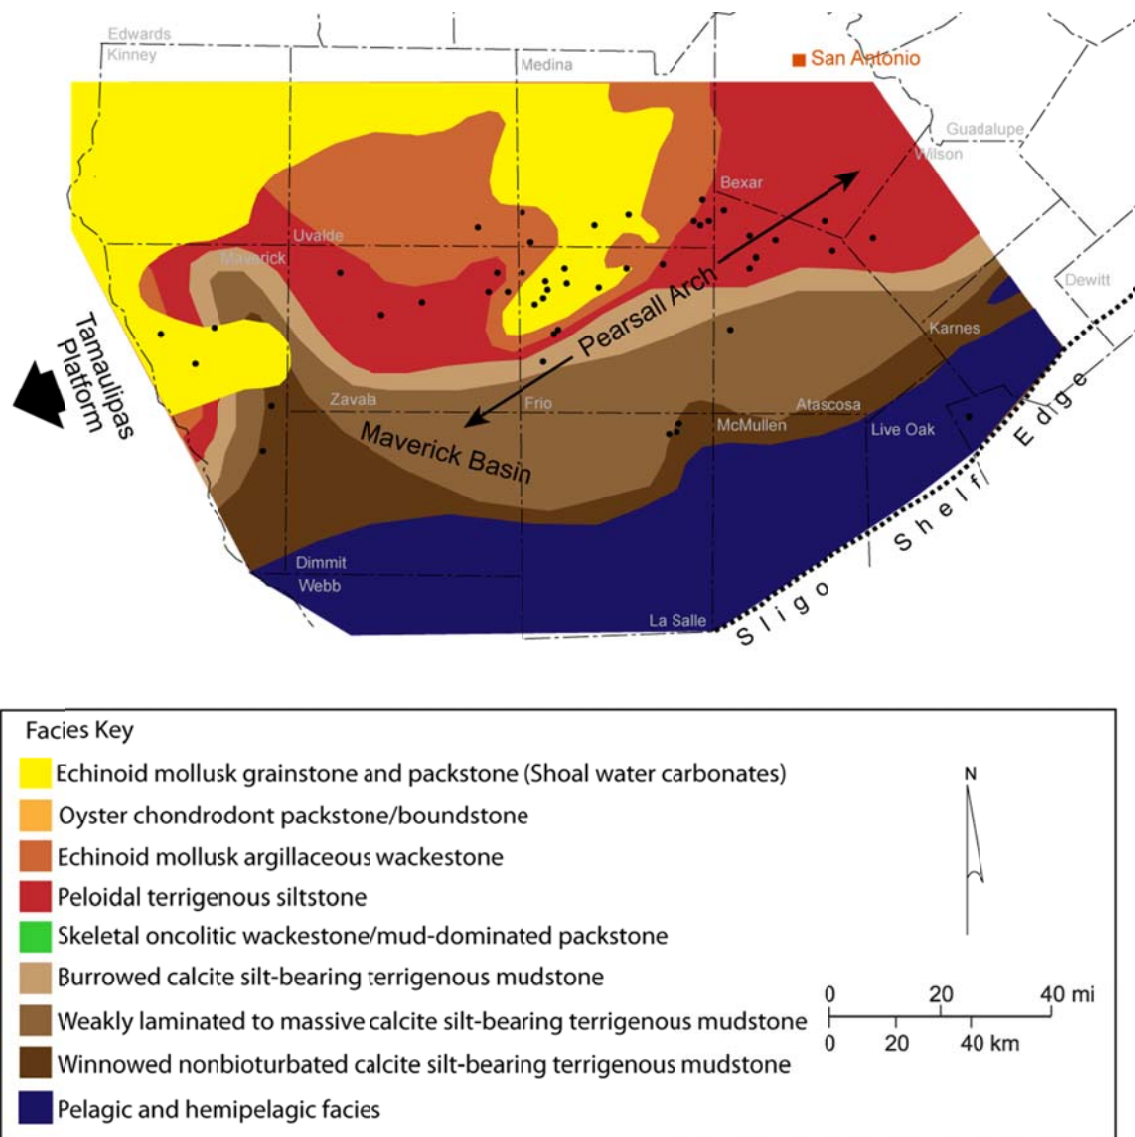 Edwards
Kinney
Medina
San Antonio
Guadalupe
Wilson
Bexar
Uvalde
Maverick
Dewitt
Pearsall Arch
Karnes
Tamaulipas
Platform
Zavala
Frio
Atascosa
McMullen
Live Oak
Maverick Basin
Sligo Shelf Edge
Dimmit
Webb
La Salle
Facies Key
Echinoid mollusk grainstone and packstone (Shoal water carbonates)
Oyster chondrodont packstone/boundstone
Echinoid mollusk argillaceous wackestone
Peloidal terrigenous siltstone
Skeletal oncolitic wackestone/mud-dominated packstone
Burrowed calcite silt-bearing terrigenous mudstone
Weakly laminated to massive calcite silt-bearing terrigenous mudstone
Winnowed nonbioturbated calcite silt-bearing terrigenous mudstone
Pelagic and hemipelagic facies
N
0 20 40 mi
0 20 40 km